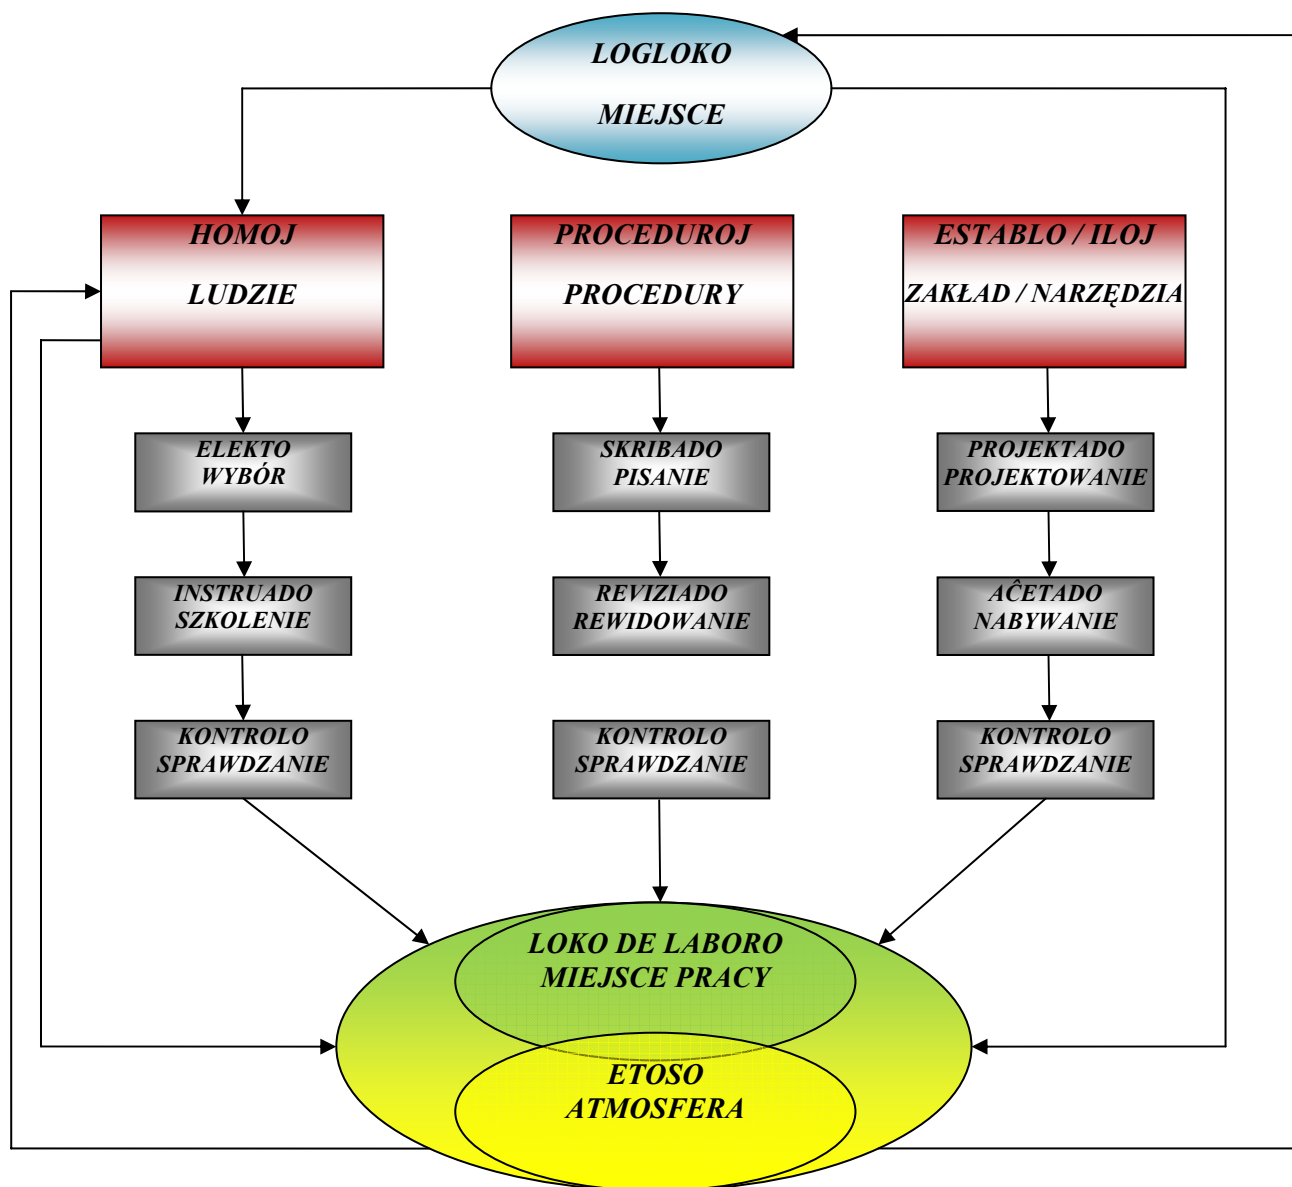 LOGLOKO
MIEJSCE
HOMOJ
LUDZIE
PROCEDUROJ
PROCEDURY
ESTABLO / ILOJ
ZAKŁAD / NARZĘDZIA
ELEKTO
WYBÓR
SKRIBADO
PISANIE
PROJEKTADO
PROJEKTOWANIE
INSTRUADO
SZKOLENIE
REVIZIADO
REWIDOWANIE
AĈETADO
NABYWANIE
KONTROLO
SPRAWDZANIE
KONTROLO
SPRAWDZANIE
KONTROLO
SPRAWDZANIE
LOKO DE LABORO
MIEJSCE PRACY
ETOSO
ATMOSFERA